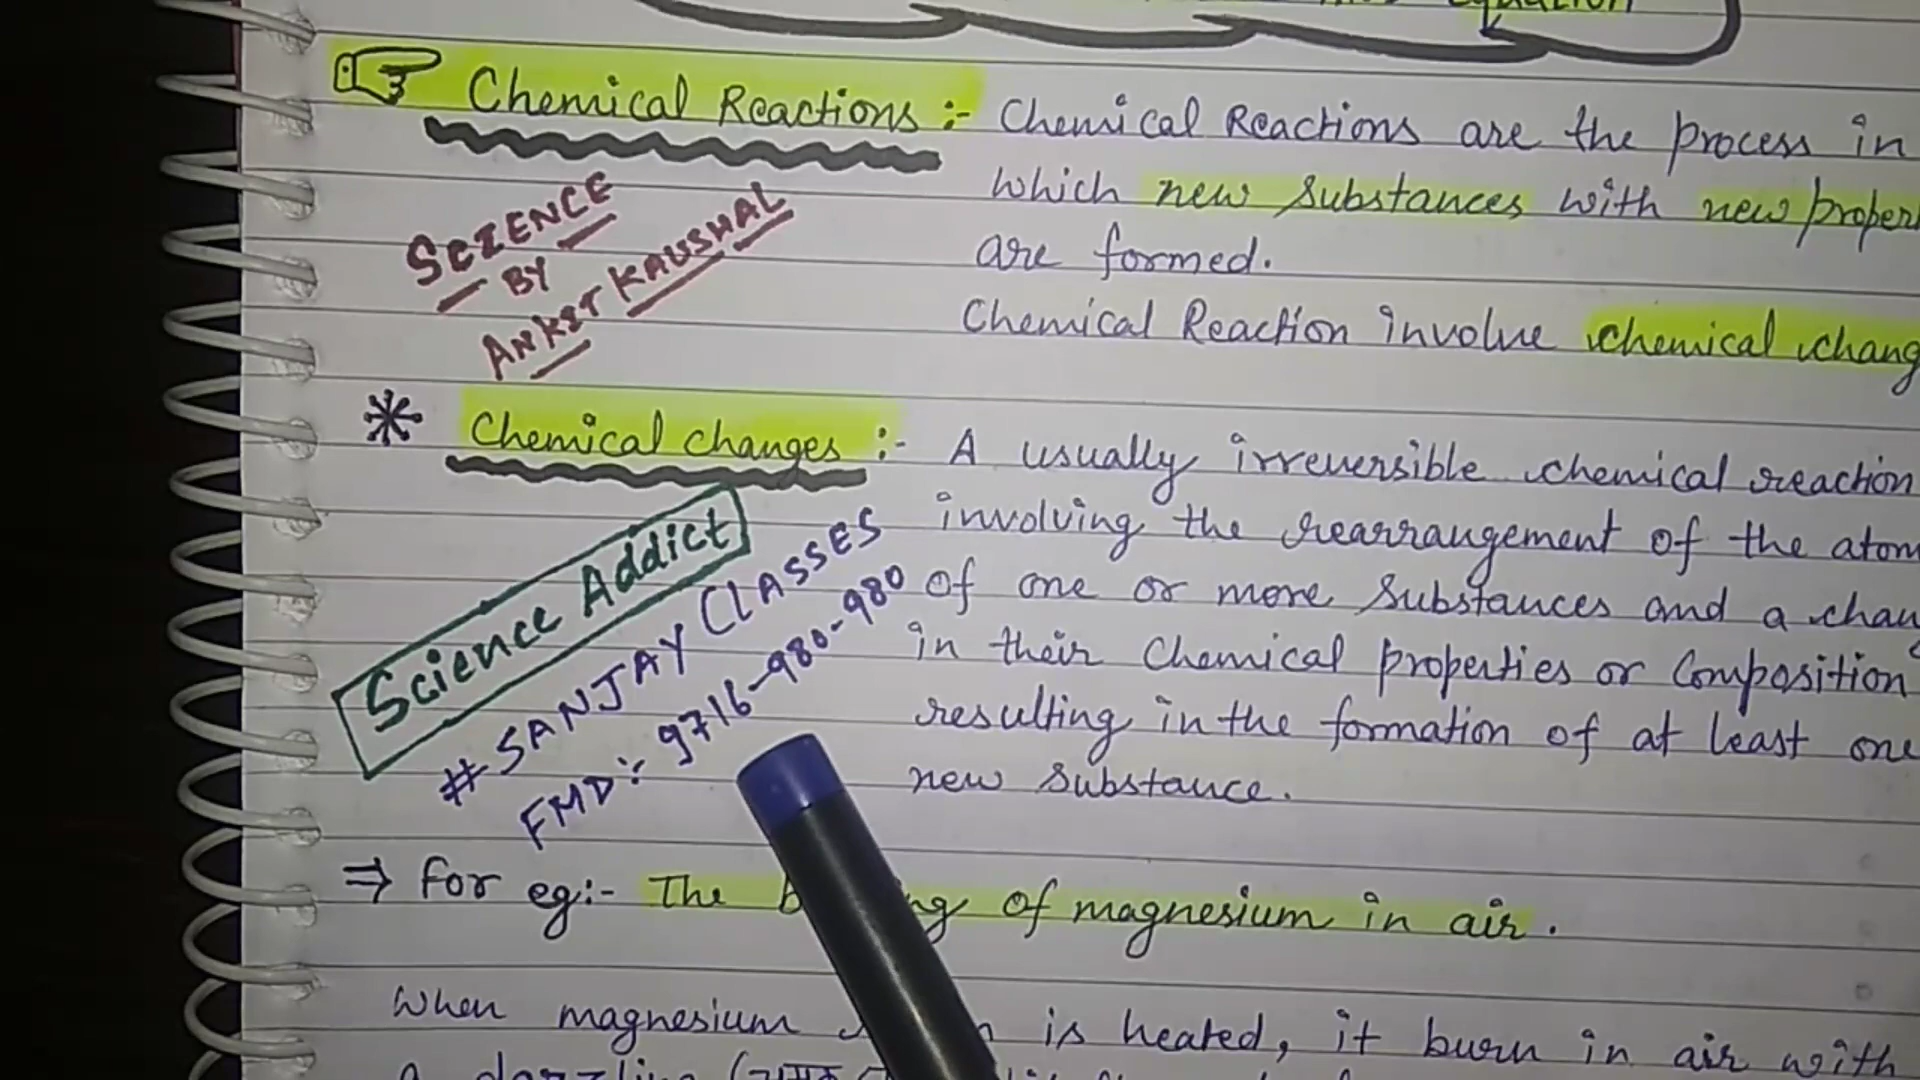 Equation
Chemical Reactions :- Chemical Reactions are the process in
which new substances with new proper
are formed.
Chemical Reaction involve chemical chang
SCIENCE
BY
ANKIT KAUSHAL
* Chemical changes :- A usually irreversible chemical reaction
involving the rearrangement of the atom
of one or more substances and a chang
in their Chemical properties or Composition
resulting in the formation of at least one
new substance.
Science Addict
# SANJAY CLASSES
FMD:- 9716-980-980
⇒ For eg:- The b ng of magnesium in air.
When magnesium n is heated, it burn in air with
a dazzling